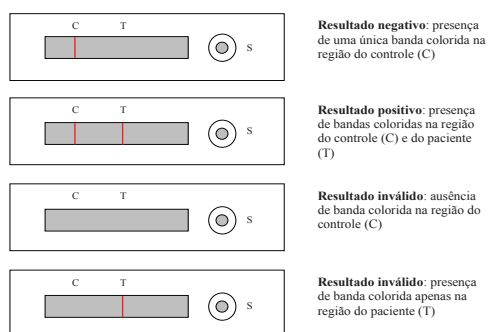 C T
S
Resultado negativo: presença
de uma única banda colorida na
região do controle (C)
C T
S
Resultado positivo: presença
de bandas coloridas na região
do controle (C) e do paciente
(T)
C T
S
Resultado inválido: ausência
de banda colorida na região do
controle (C)
C T
S
Resultado inválido: presença
de banda colorida apenas na
região do paciente (T)